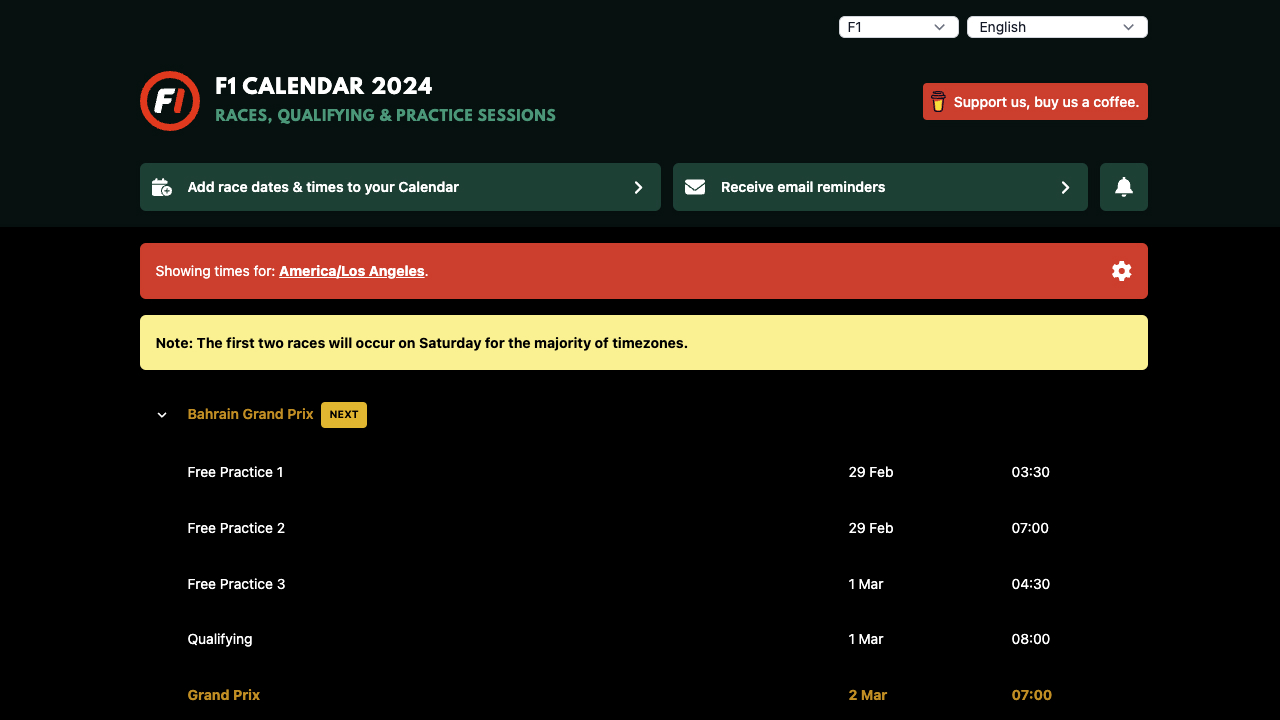 F1
English
F1
F1 CALENDAR 2024
RACES, QUALIFYING & PRACTICE SESSIONS
Support us, buy us a coffee.
Add race dates & times to your Calendar
Receive email reminders
Showing times for: America/Los Angeles.
Note: The first two races will occur on Saturday for the majority of timezones.
Bahrain Grand Prix NEXT
Free Practice 1 29 Feb 03:30
Free Practice 2 29 Feb 07:00
Free Practice 3 1 Mar 04:30
Qualifying 1 Mar 08:00
Grand Prix 2 Mar 07:00